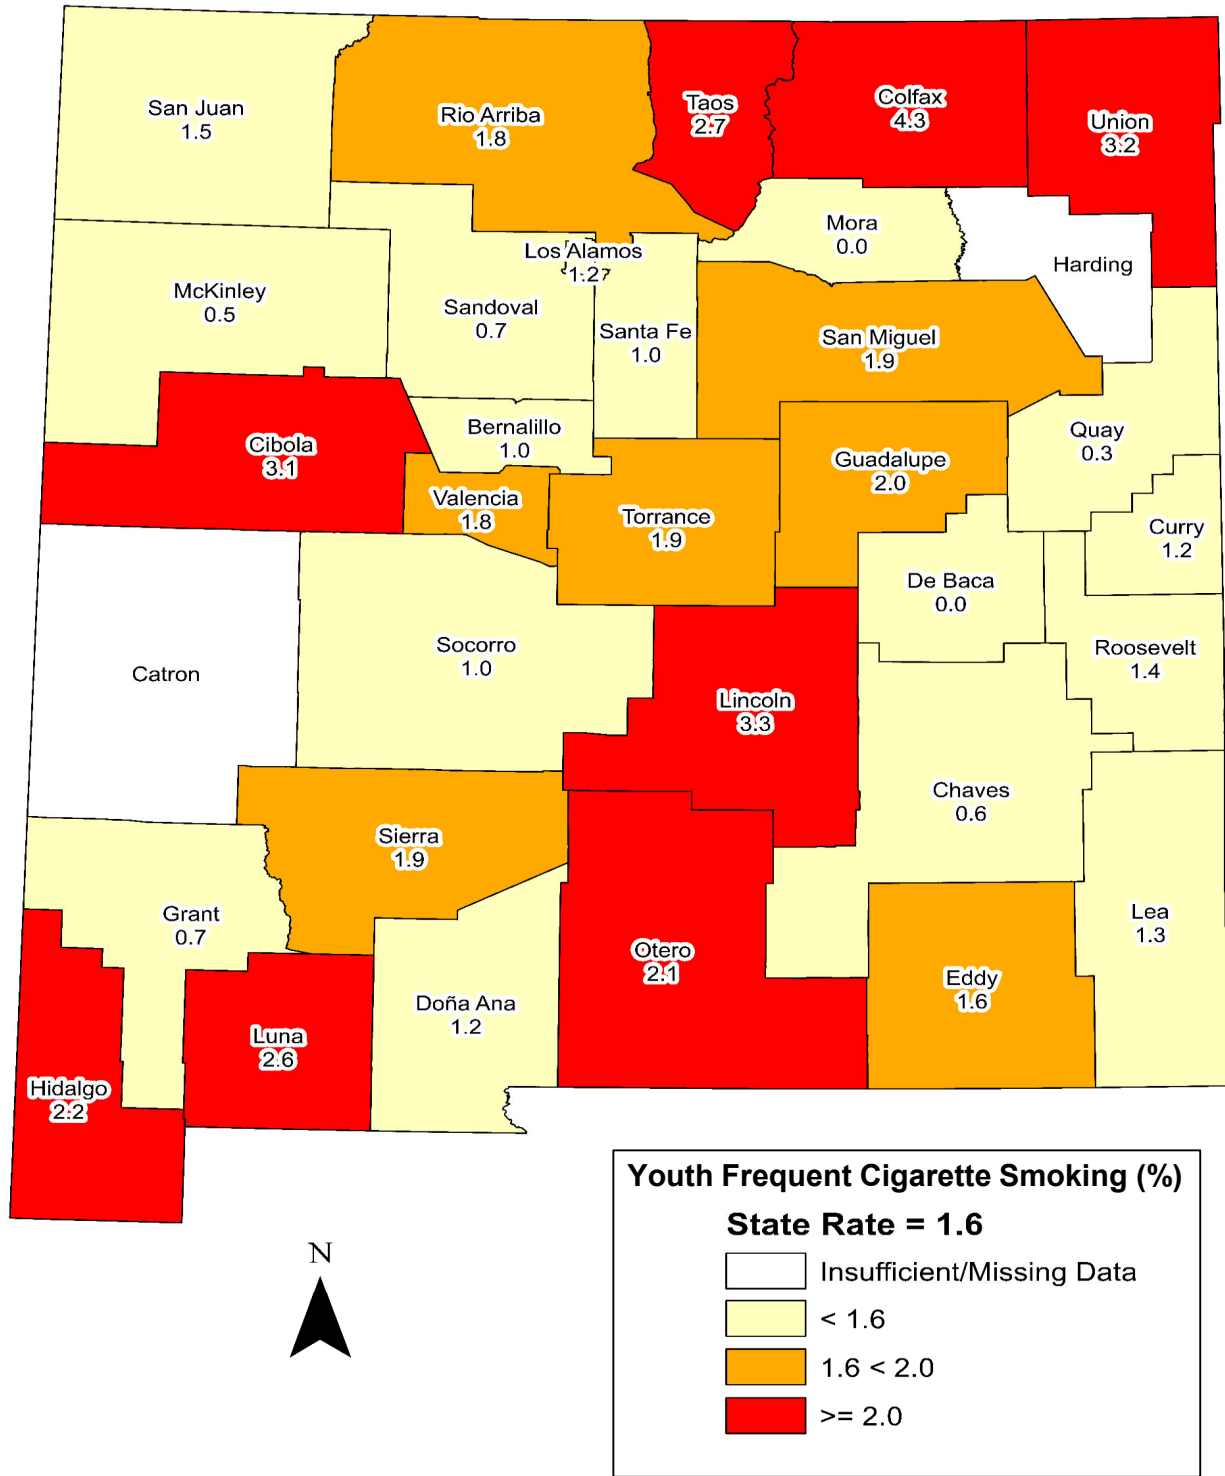 San Juan
1.5
Rio Arriba
1.8
Taos
2.7
Colfax
4.3
Union
3.2
Mora
0.0
Harding
Los Alamos
1.2
McKinley
0.5
Sandoval
0.7
Santa Fe
1.0
San Miguel
1.9
Cibola
3.1
Bernalillo
1.0
Quay
0.3
Guadalupe
2.0
Valencia
1.8
Torrance
1.9
Curry
1.2
De Baca
0.0
Socorro
1.0
Roosevelt
1.4
Catron
Lincoln
3.3
Chaves
0.6
Sierra
1.9
Grant
0.7
Lea
1.3
Otero
2.1
Eddy
1.6
Doña Ana
1.2
Luna
2.6
Hidalgo
2.2
N
Youth Frequent Cigarette Smoking (%)
State Rate = 1.6
Insufficient/Missing Data
< 1.6
1.6 < 2.0
>= 2.0